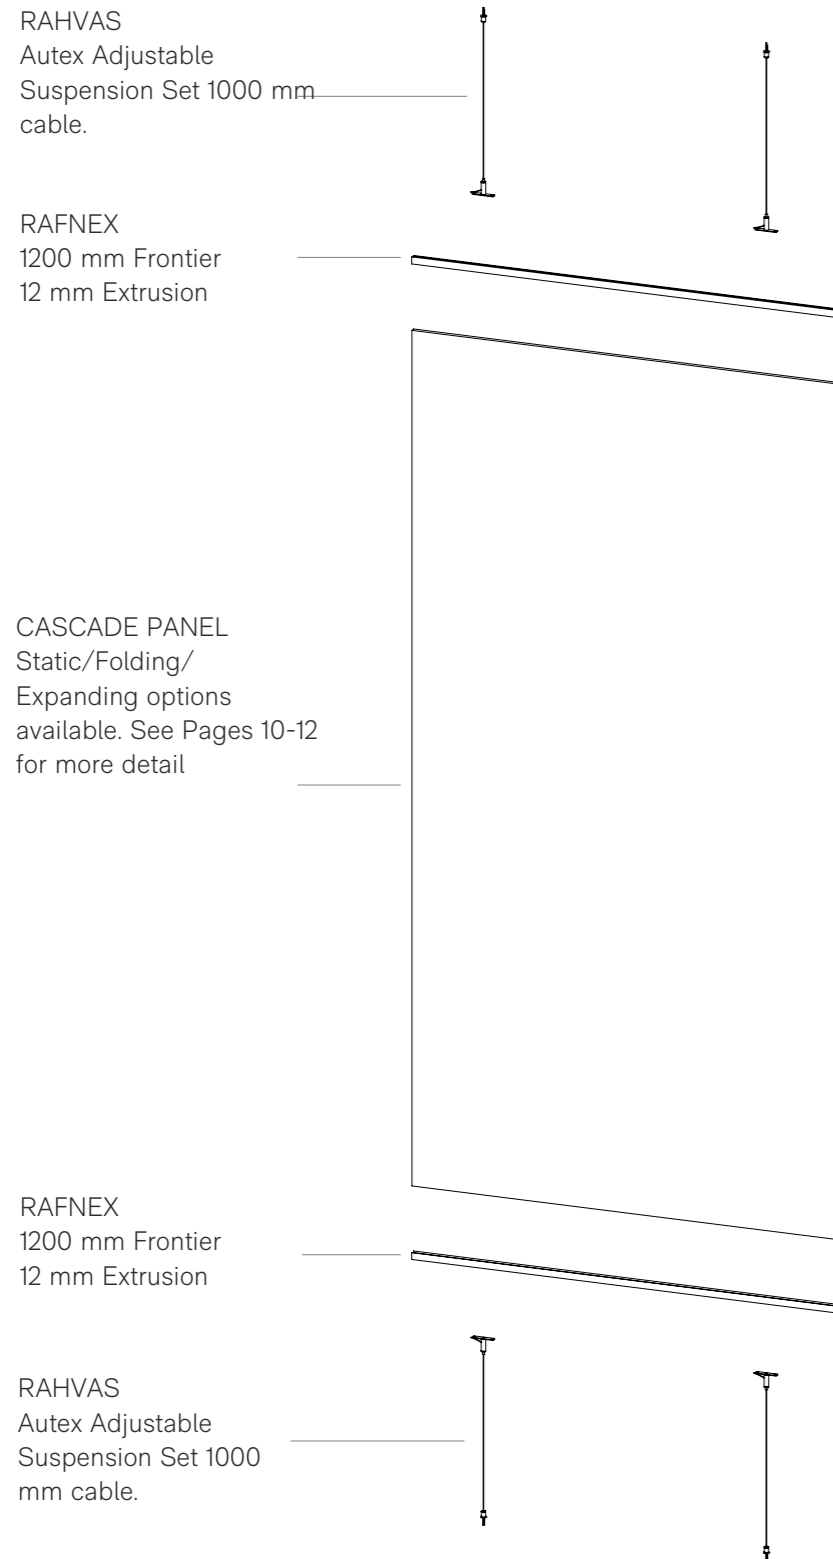 RAHVAS
Autex Adjustable
Suspension Set 1000 mm
cable.
RAFNEX
1200 mm Frontier
12 mm Extrusion
CASCADE PANEL
Static/Folding/
Expanding options
available. See Pages 10-12
for more detail
RAFNEX
1200 mm Frontier
12 mm Extrusion
RAHVAS
Autex Adjustable
Suspension Set 1000
mm cable.